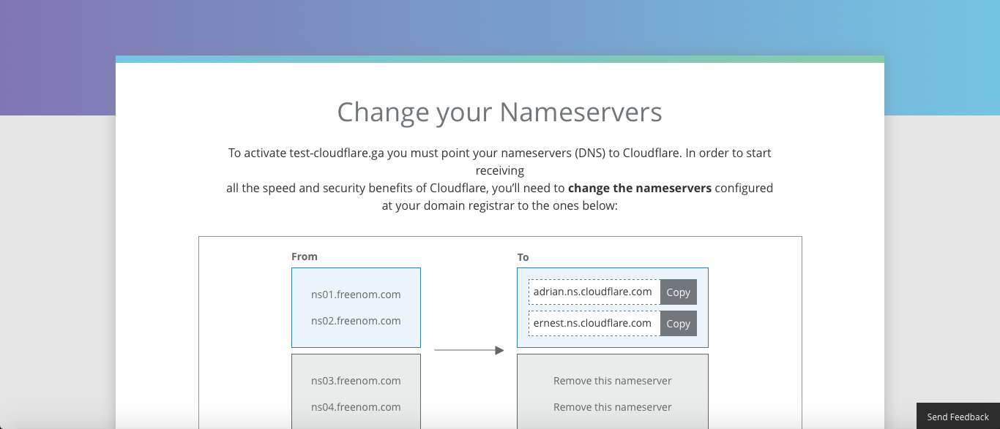 Change your Nameservers
To activate test-cloudflare.ga you must point your nameservers (DNS) to Cloudflare. In order to start
receiving
all the speed and security benefits of Cloudflare, you’ll need to change the nameservers configured
at your domain registrar to the ones below:
From
ns01.freenom.com
ns02.freenom.com
ns03.freenom.com
ns04.freenom.com
To
adrian.ns.cloudflare.com Copy
ernest.ns.cloudflare.com Copy
Remove this nameserver
Remove this nameserver
Send Feedback